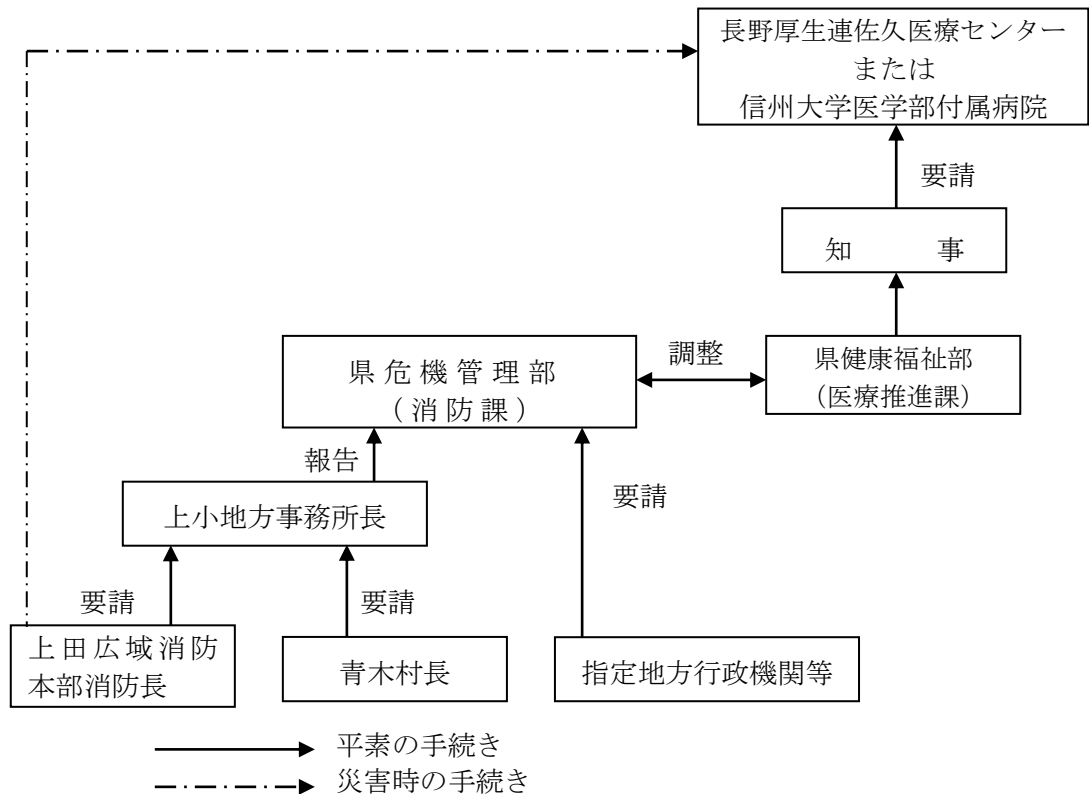 長野厚生連佐久医療センター
または
信州大学医学部付属病院
要請
知　　　事
県危機管理部
（消防課）
調整
県健康福祉部
（医療推進課）
報告
要請
上小地方事務所長
要請
要請
上田広域消防
本部消防長
青木村長
指定地方行政機関等
平素の手続き
災害時の手続き